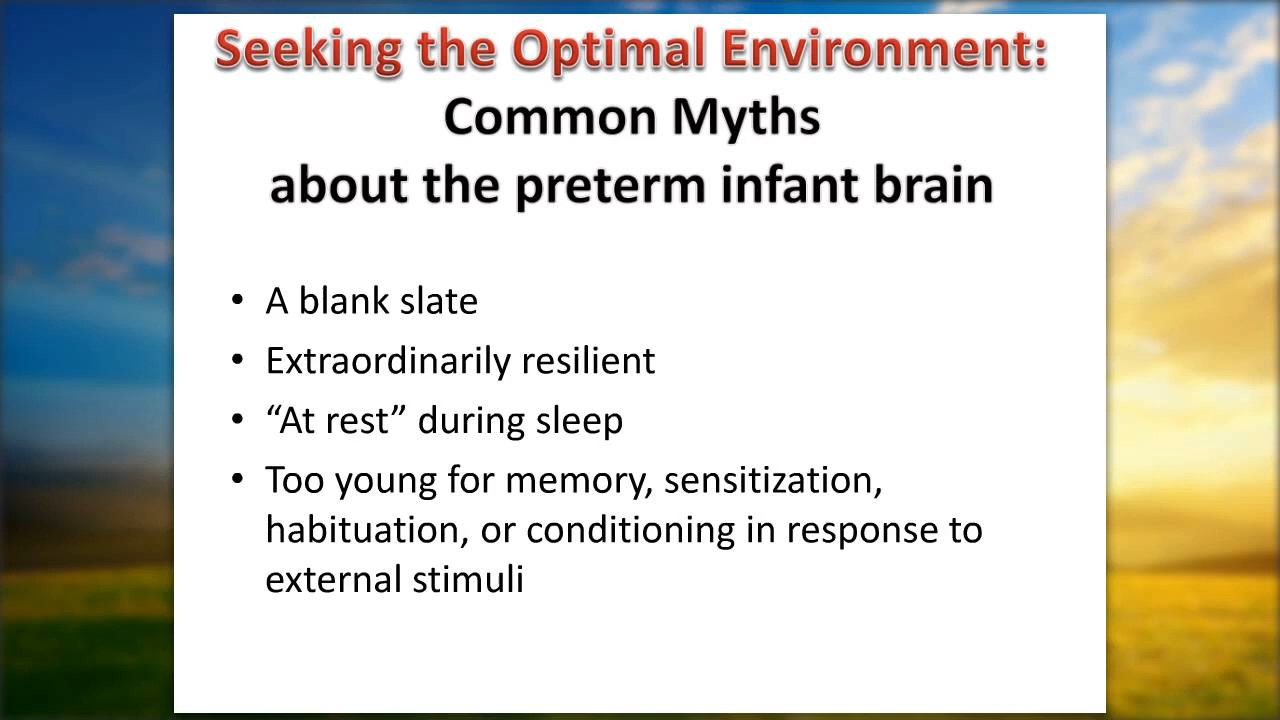 Seeking the Optimal Environment:
Common Myths
about the preterm infant brain
• A blank slate
• Extraordinarily resilient
• “At rest” during sleep
• Too young for memory, sensitization,
habituation, or conditioning in response to
external stimuli